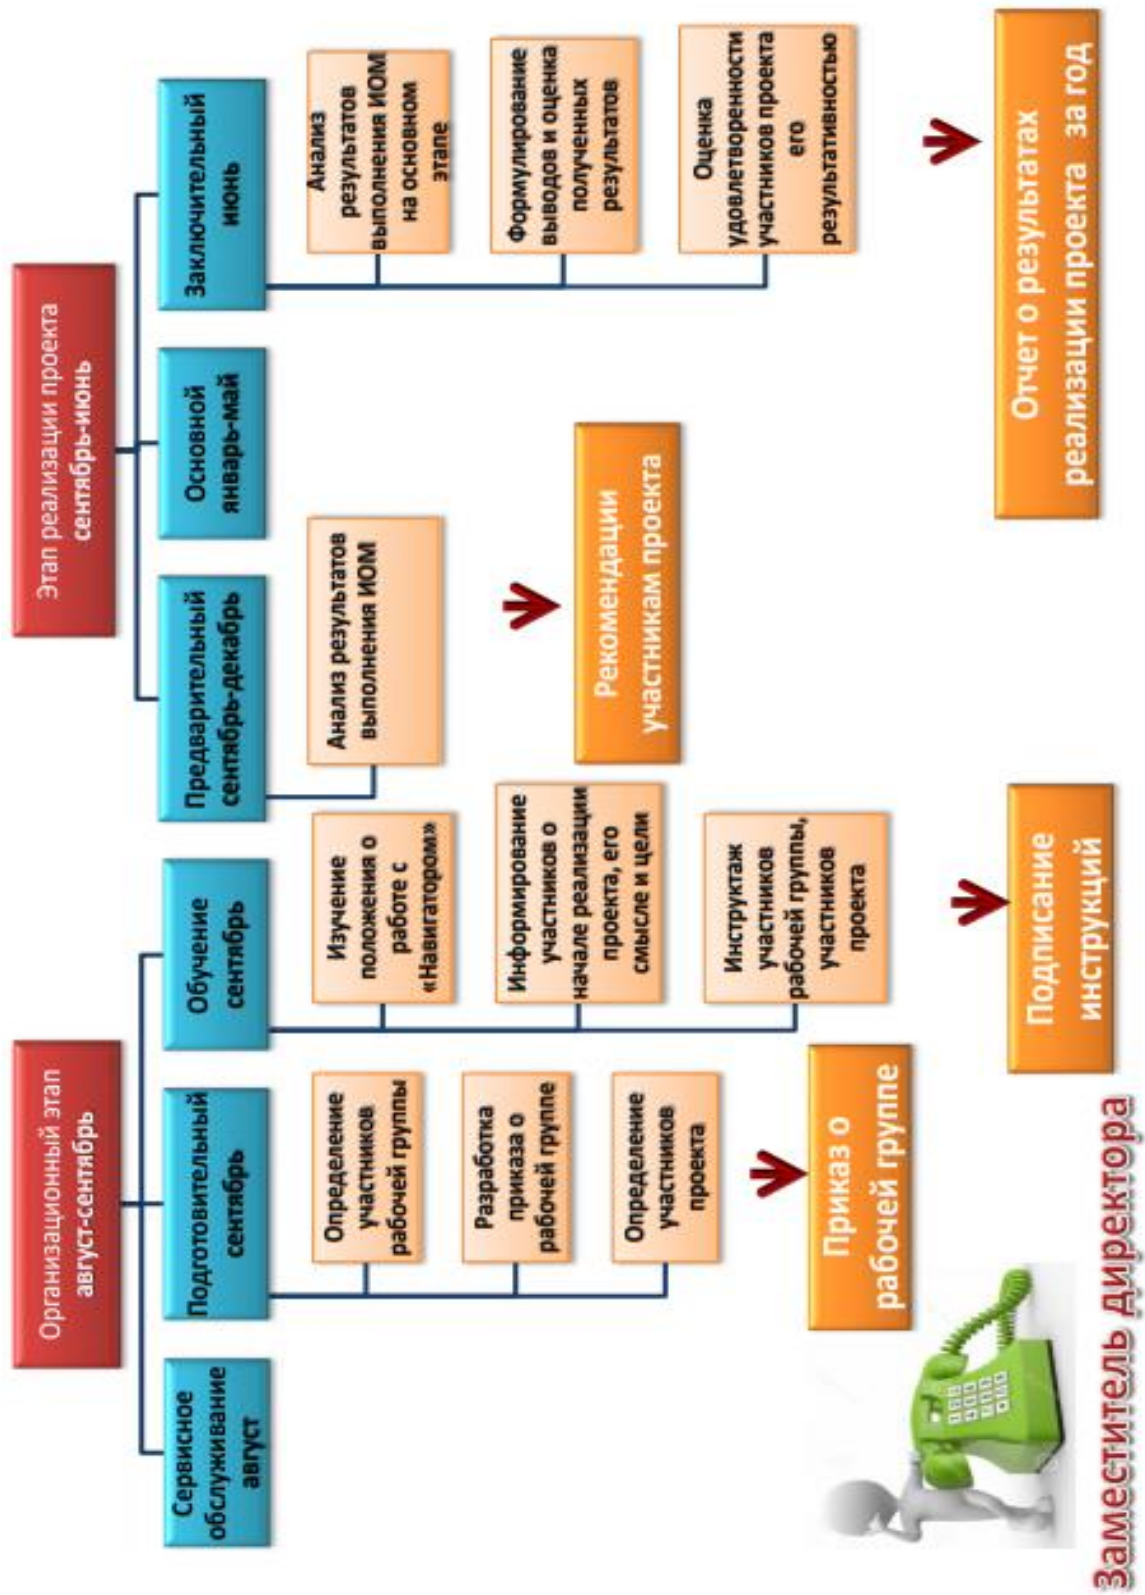 Организационный этап
август-сентябрь
Сервисное
обслуживание
август
Подготовительный
сентябрь
Определение
участников
рабочей группы
Разработка
приказа о
рабочей группе
Определение
участников
проекта
Приказ о
рабочей группе
Обучение
сентябрь
Изучение
положения о
работе с
«Навигатором»
Информирование
участников о
начале реализации
проекта, его
смысле и цели
Инструктаж
участников
рабочей группы,
участников
проекта
Подписание
инструкций
Этап реализации проекта
сентябрь-июнь
Предварительный
сентябрь-декабрь
Анализ результатов
выполнения ИОМ
Рекомендации
участникам проекта
Основной
январь-май
Заключительный
июнь
Анализ
результатов
выполнения ИОМ
на основном
этапе
Формулирование
выводов и оценка
полученных
результатов
Оценка
удовлетворенности
участников проекта
его
результативностью
Отчет о результатах
реализации проекта за год
Заместитель директора